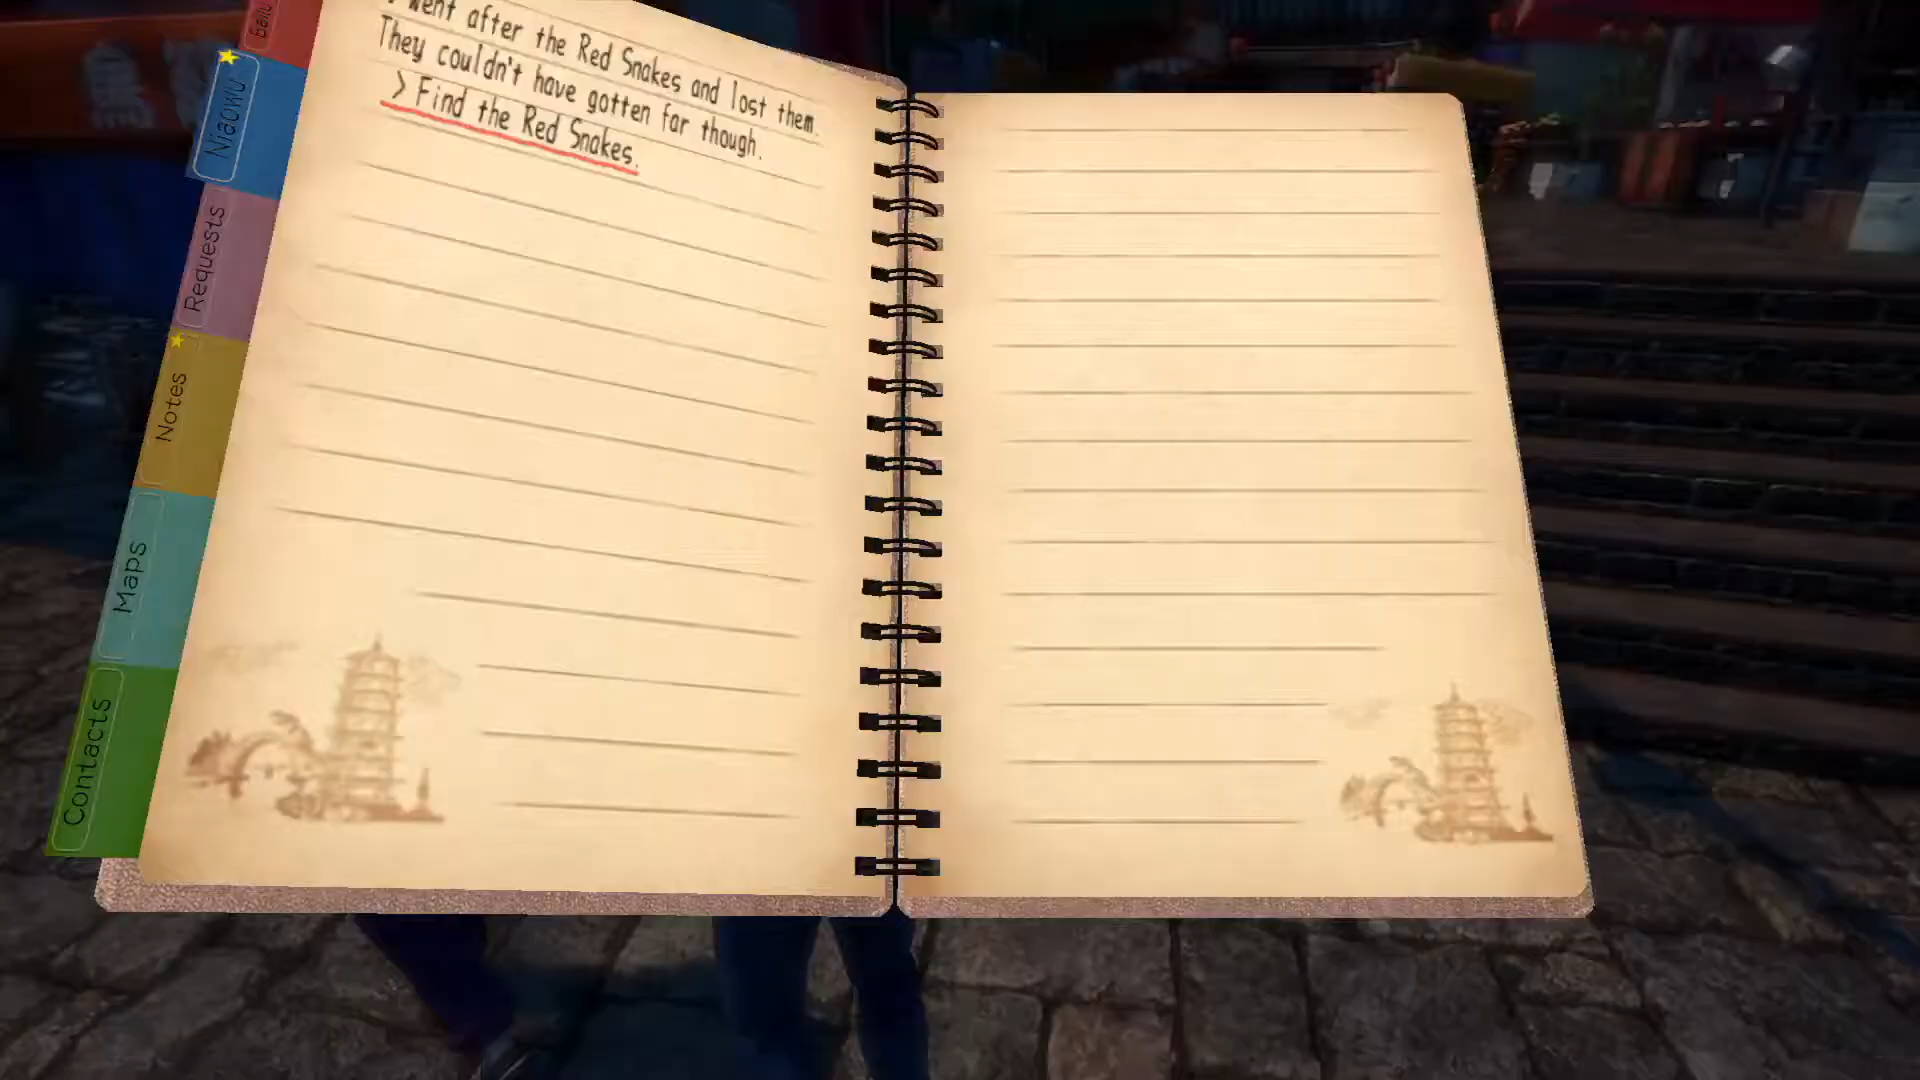 went after the Red Snakes and lost them.
They couldn't have gotten far though.
> Find the Red Snakes.
Bailu
Niaowu
Requests
Notes
Maps
Contacts